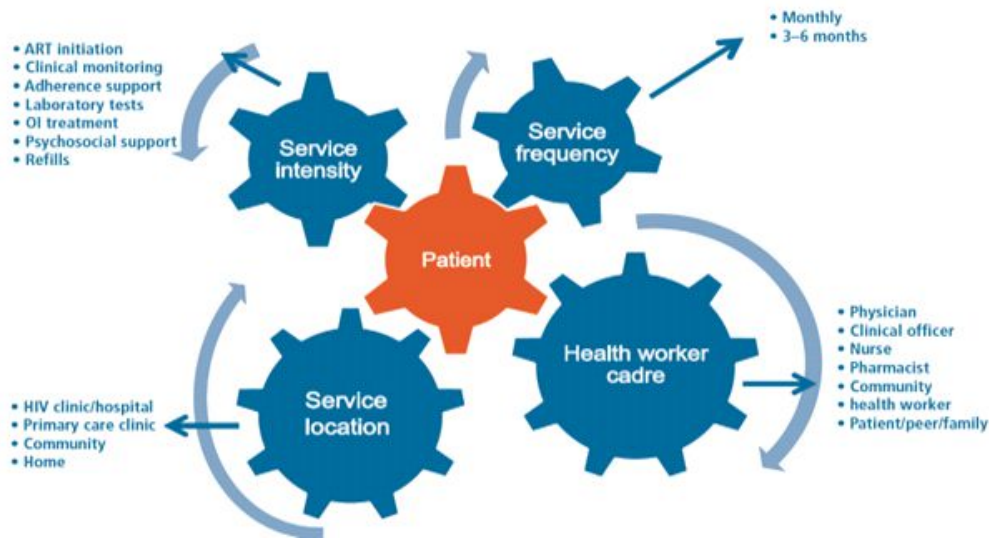 • ART initiation
• Clinical monitoring
• Adherence support
• Laboratory tests
• OI treatment
• Psychosocial support
• Refills
Service
intensity
• Monthly
• 3–6 months
Service
frequency
Patient
Health worker
cadre
• Physician
• Clinical officer
• Nurse
• Pharmacist
• Community
• health worker
• Patient/peer/family
Service
location
• HIV clinic/hospital
• Primary care clinic
• Community
• Home